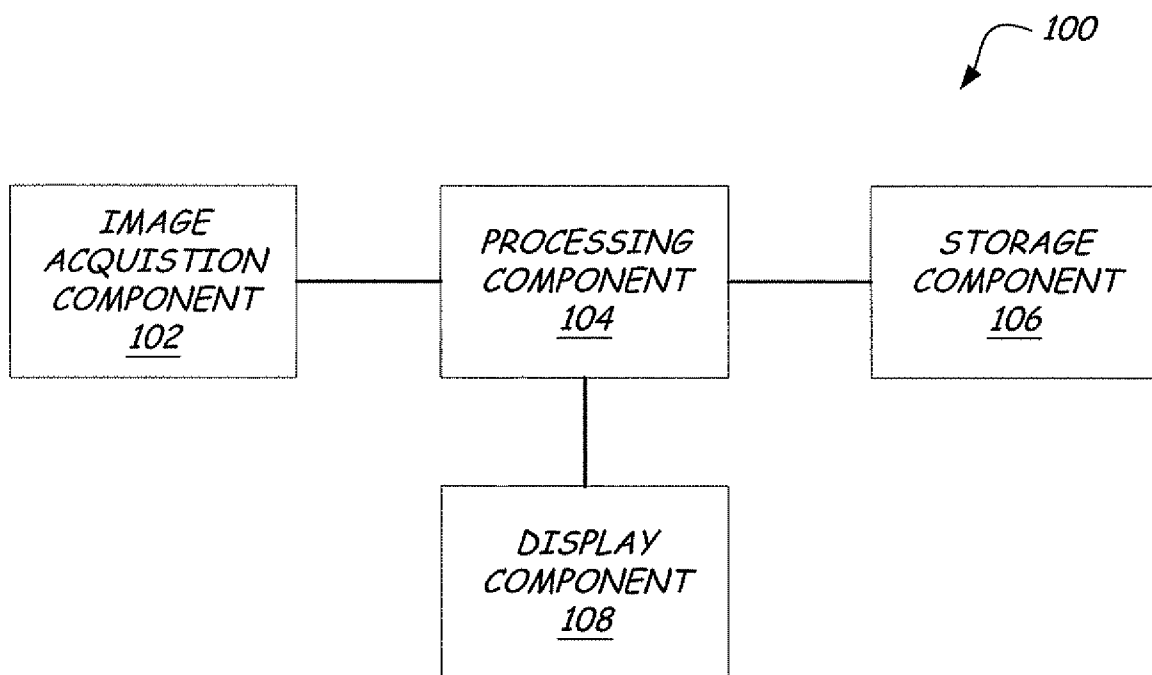 100
IMAGE
ACQUISTION
COMPONENT
102
PROCESSING
COMPONENT
104
STORAGE
COMPONENT
106
DISPLAY
COMPONENT
108